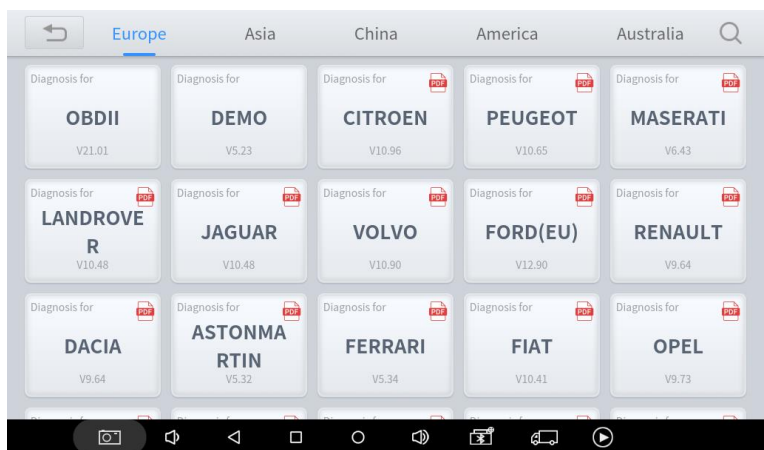 Europe Asia China America Australia
Diagnosis for Diagnosis for Diagnosis for PDF Diagnosis for PDF Diagnosis for PDF
OBDII DEMO CITROEN PEUGEOT MASERATI
V21.01 V5.23 V10.96 V10.65 V6.43
Diagnosis for PDF Diagnosis for PDF Diagnosis for PDF Diagnosis for PDF Diagnosis for PDF
LANDROVE
R JAGUAR VOLVO FORD(EU) RENAULT
V10.48 V10.48 V10.90 V12.90 V9.64
Diagnosis for PDF Diagnosis for PDF Diagnosis for PDF Diagnosis for PDF Diagnosis for PDF
DACIA ASTONMA
RTIN FERRARI FIAT OPEL
V9.64 V5.32 V5.34 V10.41 V9.73